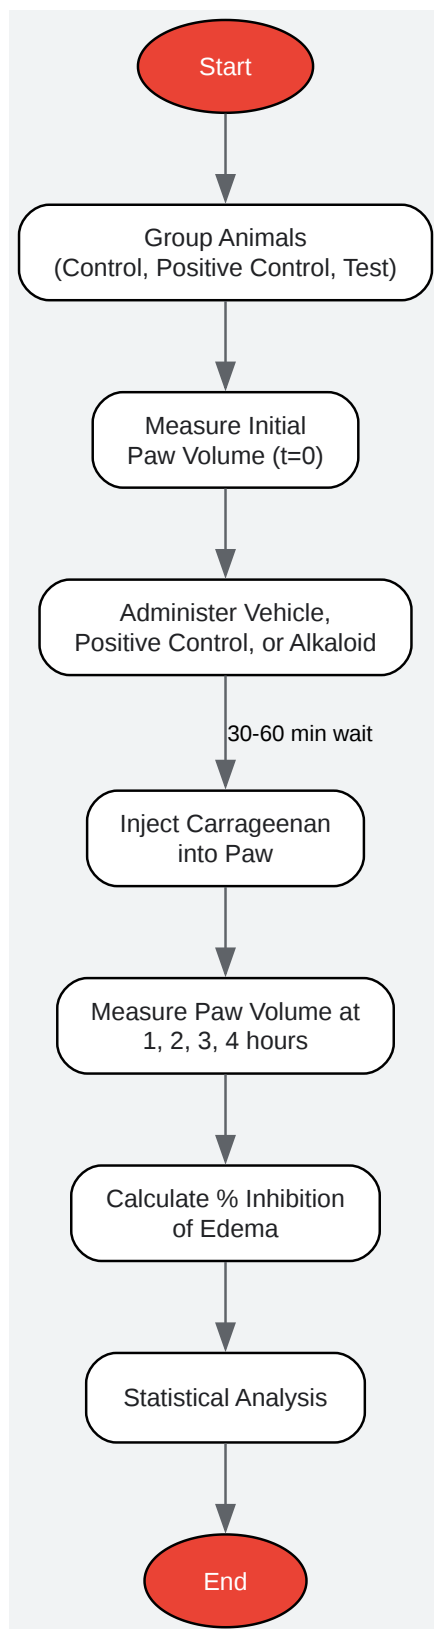 Start
Group Animals
(Control, Positive Control, Test)
Measure Initial
Paw Volume (t=0)
Administer Vehicle,
Positive Control, or Alkaloid
30-60 min wait
Inject Carrageenan
into Paw
Measure Paw Volume at
1, 2, 3, 4 hours
Calculate % Inhibition
of Edema
Statistical Analysis
End